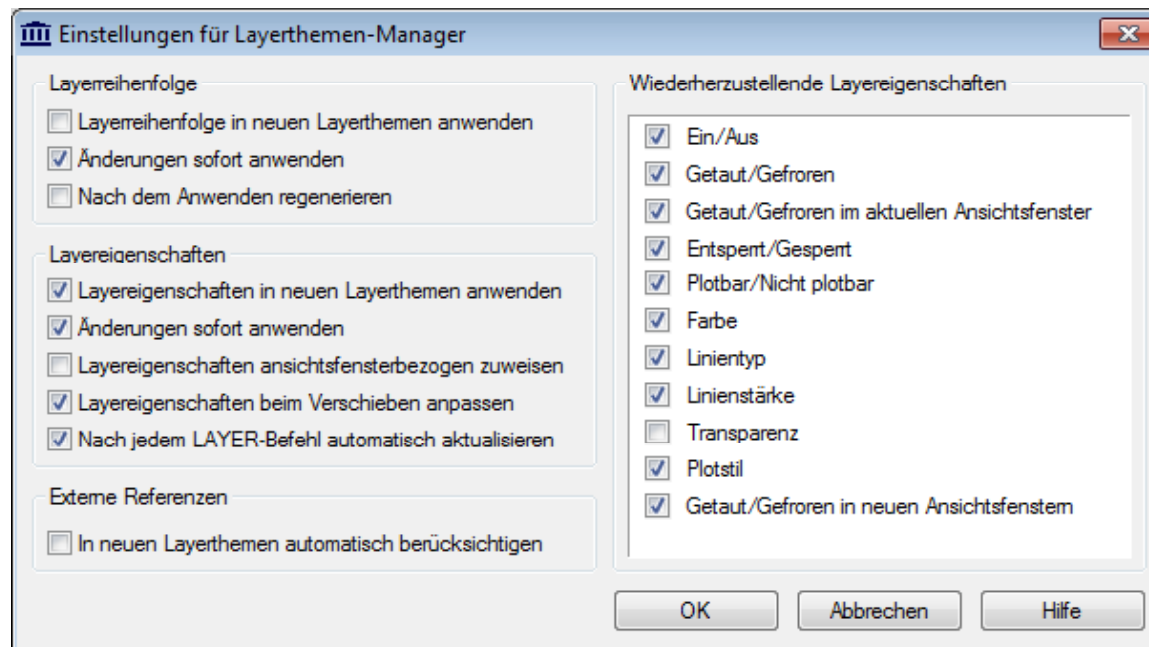 Einstellungen für Layerthemen-Manager
Layerreihenfolge
Layerreihenfolge in neuen Layerthemen anwenden
Änderungen sofort anwenden
Nach dem Anwenden regenerieren
Layereigenschaften
Layereigenschaften in neuen Layerthemen anwenden
Änderungen sofort anwenden
Layereigenschaften ansichtsfensterbezogen zuweisen
Layereigenschaften beim Verschieben anpassen
Nach jedem LAYER-Befehl automatisch aktualisieren
Externe Referenzen
In neuen Layerthemen automatisch berücksichtigen
Wiederherzustellende Layereigenschaften
Ein/Aus
Getaut/Gefroren
Getaut/Gefroren im aktuellen Ansichtsfenster
Entsperrt/Gesperrt
Plotbar/Nicht plotbar
Farbe
Linientyp
Linienstärke
Transparenz
Plotstil
Getaut/Gefroren in neuen Ansichtsfenstern
OK
Abbrechen
Hilfe